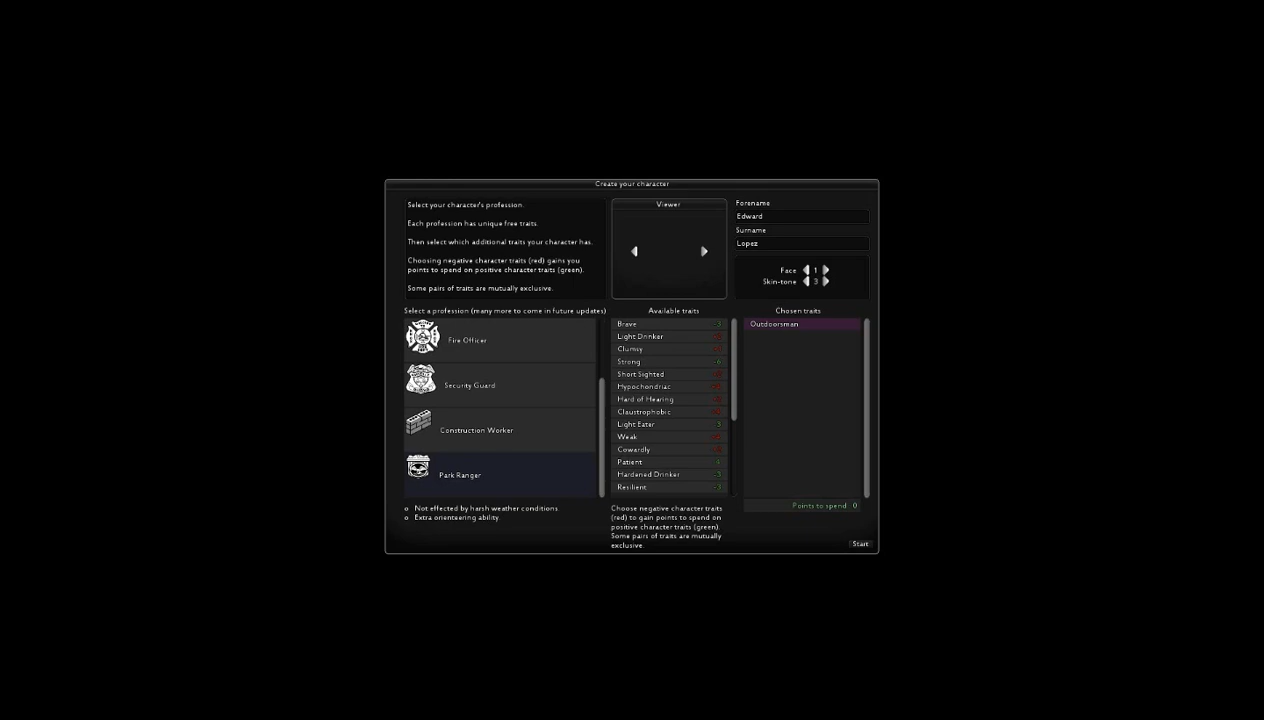 Create your character
Select your character's profession.
Each profession has unique free traits.
Then select which additional traits your character has.
Choosing negative character traits (red) gains you
points to spend on positive character traits (green).
Some pairs of traits are mutually exclusive.
Viewer
Forename
Edward
Surname
Lopez
Face 1
Skin-tone 3
Select a profession (many more to come in future updates)
Fire Officer
Security Guard
Construction Worker
Park Ranger
o Not effected by harsh weather conditions.
o Extra orienteering ability.
Available traits
Brave -3
Light Drinker
Clumsy
Strong -6
Short Sighted
Hypochondriac
Hard of Hearing
Claustrophobic
Light Eater 3
Weak
Cowardly
Patient -4
Hardened Drinker -3
Resilient -3
Choose negative character traits
(red) to gain points to spend on
positive character traits (green).
Some pairs of traits are mutually
exclusive.
Chosen traits
Outdoorsman
Points to spend 0
Start